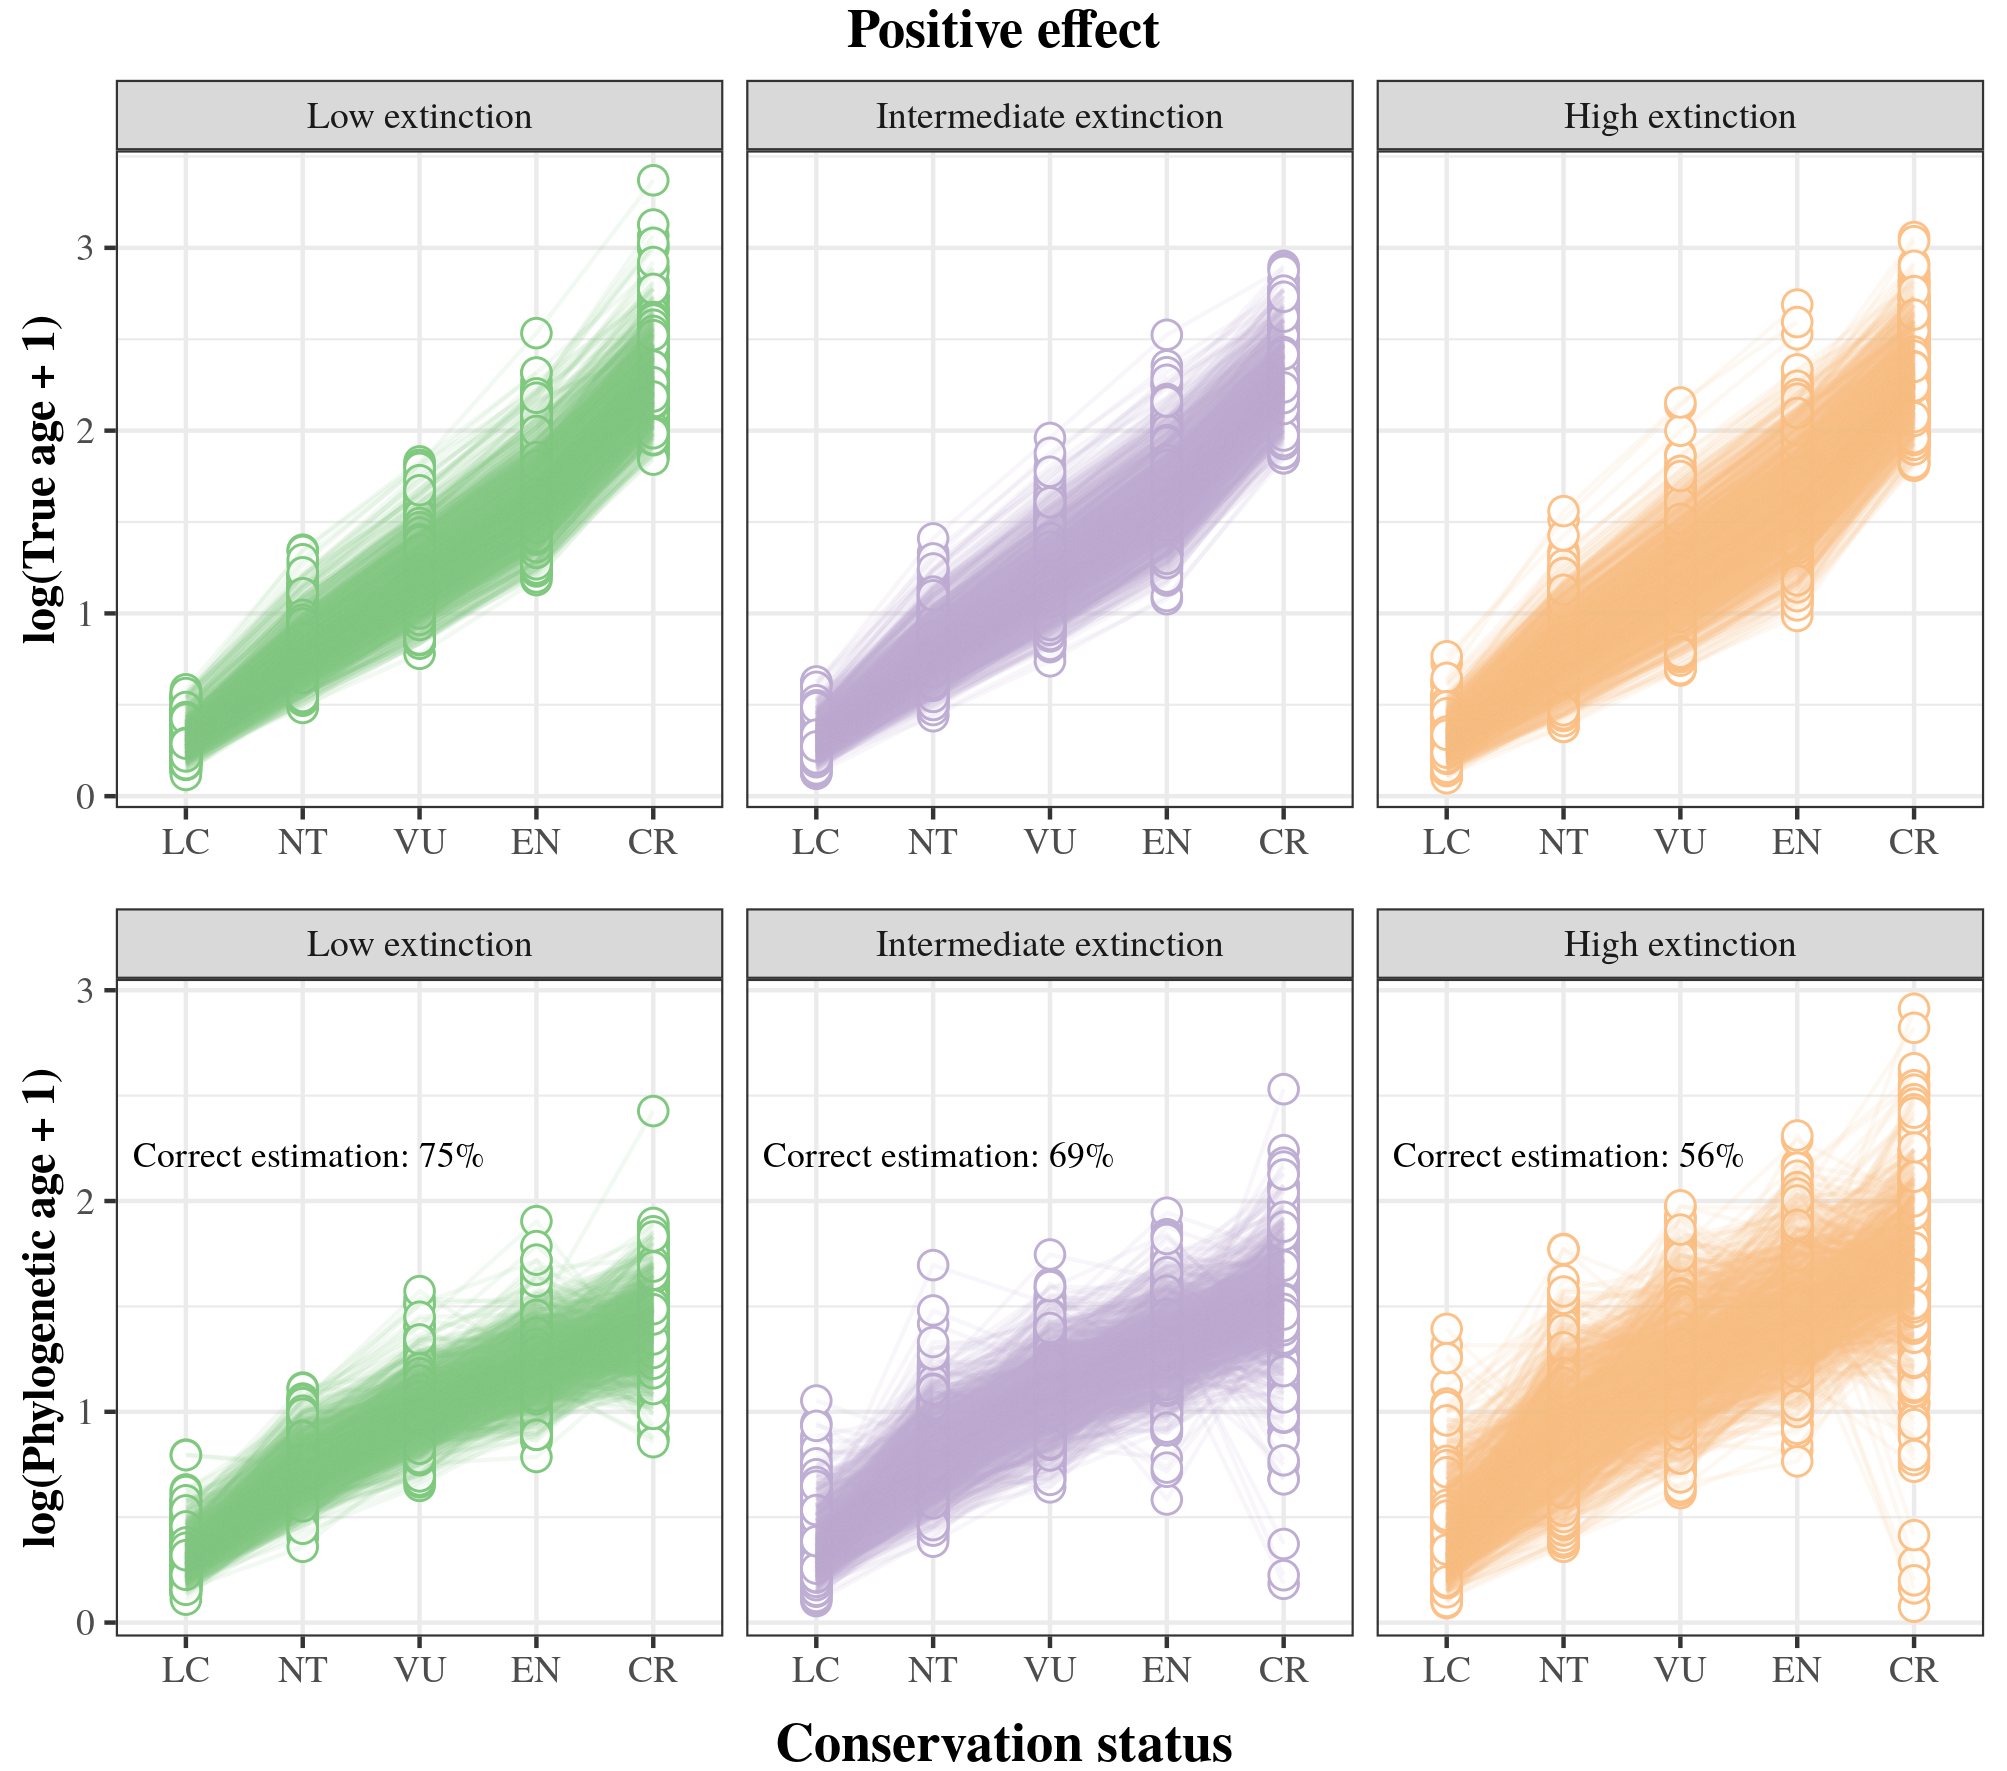 Positive effect
Low extinction
Intermediate extinction
High extinction
log(True age + 1)
3
2
1
0
LC NT VU EN CR
LC NT VU EN CR
LC NT VU EN CR
Low extinction
Intermediate extinction
High extinction
log(Phylogenetic age + 1)
3
2
1
0
Correct estimation: 75%
Correct estimation: 69%
Correct estimation: 56%
LC NT VU EN CR
LC NT VU EN CR
LC NT VU EN CR
Conservation status